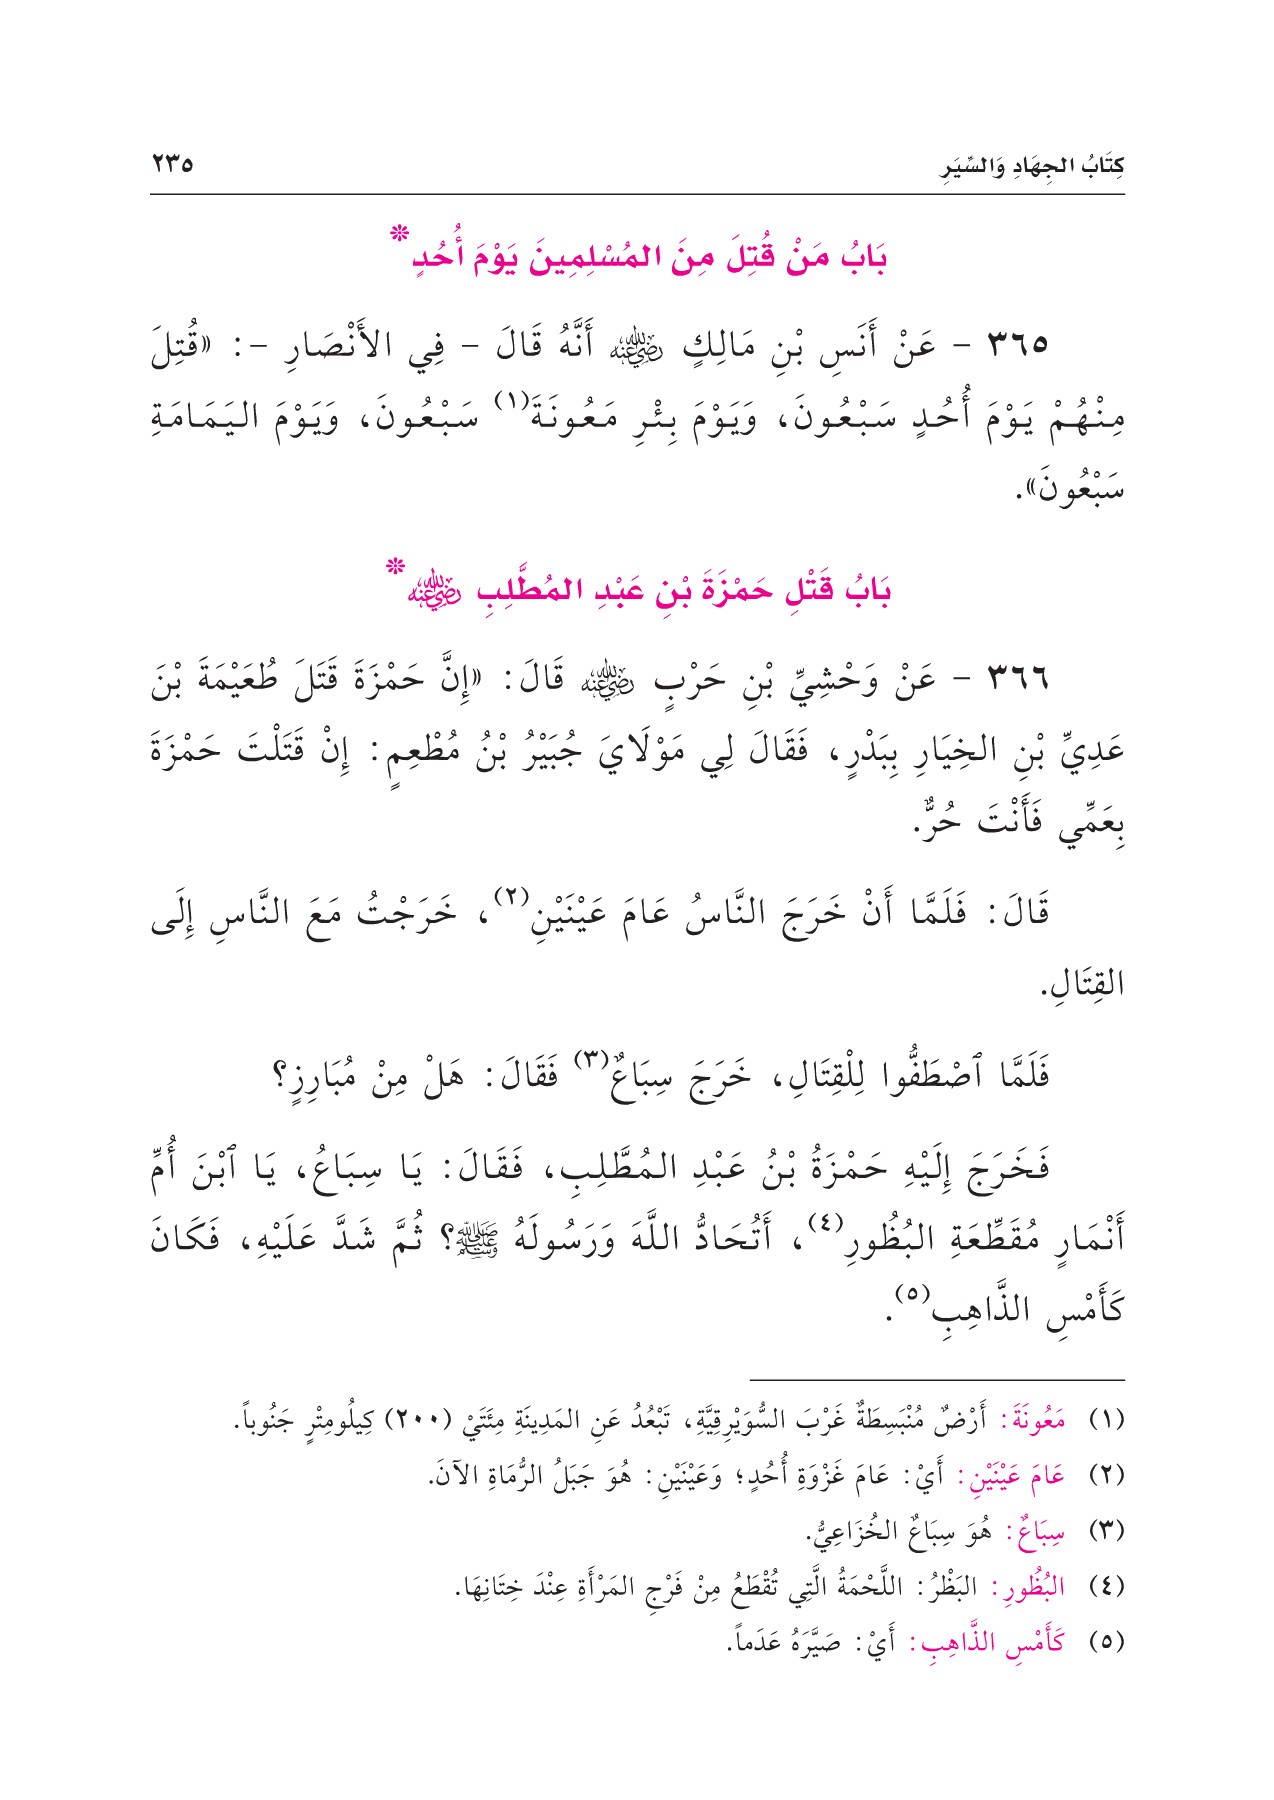 كِتَابُ الجِهَادِ وَالسِّيَرِ ٢٣٥
بَابُ مَنْ قُتِلَ مِنَ المُسْلِمِينَ يَوْمَ أُحُدٍ*
٣٦٥ - عَنْ أَنَسِ بْنِ مَالِكٍ رضي الله عنه أَنَّهُ قَالَ - فِي الأَنْصَارِ -: «قُتِلَ
مِنْهُمْ يَوْمَ أُحُدٍ سَبْعُونَ، وَيَوْمَ بِئْرِ مَعُونَةَ(١) سَبْعُونَ، وَيَوْمَ اليَمَامَةِ
سَبْعُونَ».
بَابُ قَتْلِ حَمْزَةَ بْنِ عَبْدِ المُطَّلِبِ رضي الله عنه*
٣٦٦ - عَنْ وَحْشِيِّ بْنِ حَرْبٍ رضي الله عنه قَالَ: «إِنَّ حَمْزَةَ قَتَلَ طُعَيْمَةَ بْنَ
عَدِيِّ بْنِ الخِيَارِ بِبَدْرٍ، فَقَالَ لِي مَوْلَايَ جُبَيْرُ بْنُ مُطْعِمٍ: إِنْ قَتَلْتَ حَمْزَةَ
بِعَمِّي فَأَنْتَ حُرٌّ.
قَالَ: فَلَمَّا أَنْ خَرَجَ النَّاسُ عَامَ عَيْنَيْنِ(٢)، خَرَجْتُ مَعَ النَّاسِ إِلَى
القِتَالِ.
فَلَمَّا ٱصْطَفُّوا لِلْقِتَالِ، خَرَجَ سِبَاعٌ(٣) فَقَالَ: هَلْ مِنْ مُبَارِزٍ؟
فَخَرَجَ إِلَيْهِ حَمْزَةُ بْنُ عَبْدِ المُطَّلِبِ، فَقَالَ: يَا سِبَاعُ، يَا ٱبْنَ أُمِّ
أَنْمَارٍ مُقَطِّعَةِ البُظُورِ(٤)، أَتُحَادُّ اللَّهَ وَرَسُولَهُ ﷺ؟ ثُمَّ شَدَّ عَلَيْهِ، فَكَانَ
كَأَمْسِ الذَّاهِبِ(٥).
(١) مَعُونَةَ: أَرْضٌ مُنْبَسِطَةٌ غَرْبَ السُّوَيْرِقِيَّةِ، تَبْعُدُ عَنِ المَدِينَةِ مِئَتَيْ (٢٠٠) كِيلُومِتْرٍ جَنُوباً.
(٢) عَامَ عَيْنَيْنِ: أَيْ: عَامَ غَزْوَةِ أُحُدٍ؛ وَعَيْنَيْنِ: هُوَ جَبَلُ الرُّمَاةِ الآنَ.
(٣) سِبَاعٌ: هُوَ سِبَاعٌ الخُزَاعِيُّ.
(٤) البُظُورِ: البَظْرُ: اللَّحْمَةُ الَّتِي تُقْطَعُ مِنْ فَرْجِ المَرْأَةِ عِنْدَ خِتَانِهَا.
(٥) كَأَمْسِ الذَّاهِبِ: أَيْ: صَيَّرَهُ عَدَماً.